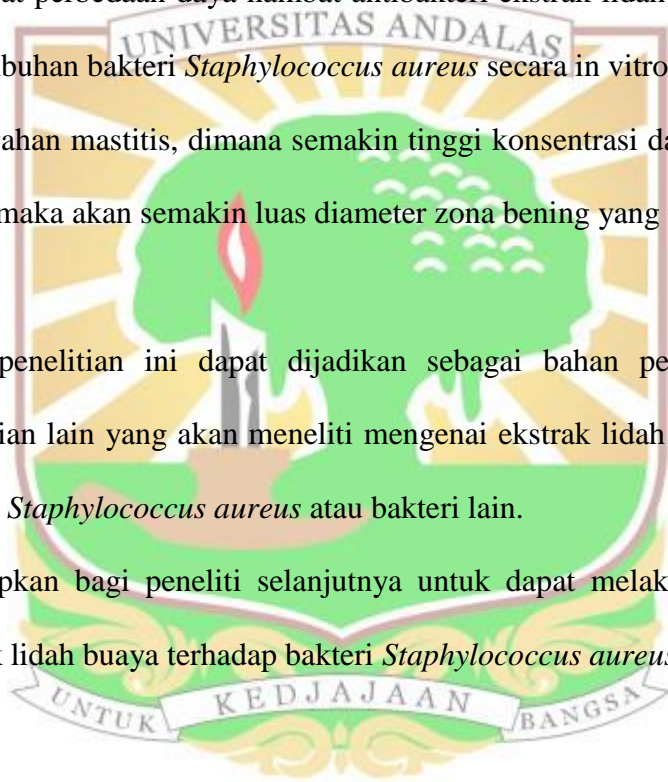 at perbedaan daya hambat antibakteri ekstrak lidah
UNIVERSITAS ANDALAS
buhan bakteri Staphylococcus aureus secara in vitro
ahan mastitis, dimana semakin tinggi konsentrasi da
maka akan semakin luas diameter zona bening yang
penelitian ini dapat dijadikan sebagai bahan pe
ian lain yang akan meneliti mengenai ekstrak lidah
Staphylococcus aureus atau bakteri lain.
pkan bagi peneliti selanjutnya untuk dapat melak
k lidah buaya terhadap bakteri Staphylococcus aureus
UNTUK KEDJAJAAN BANGSA